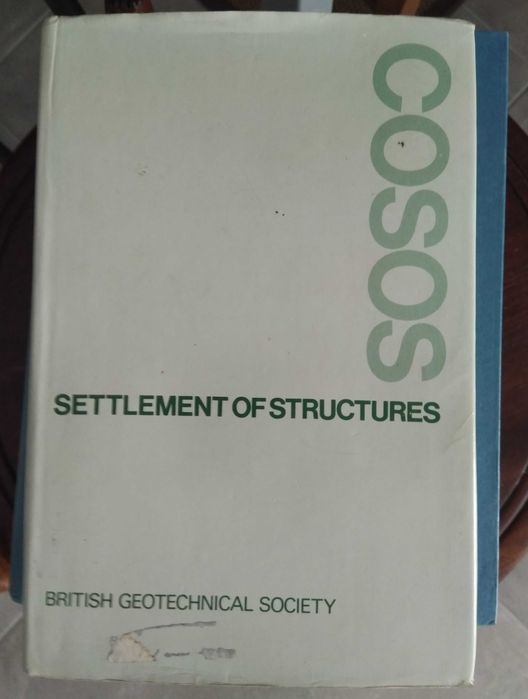 COSOS
SETTLEMENT OF STRUCTURES
BRITISH GEOTECHNICAL SOCIETY